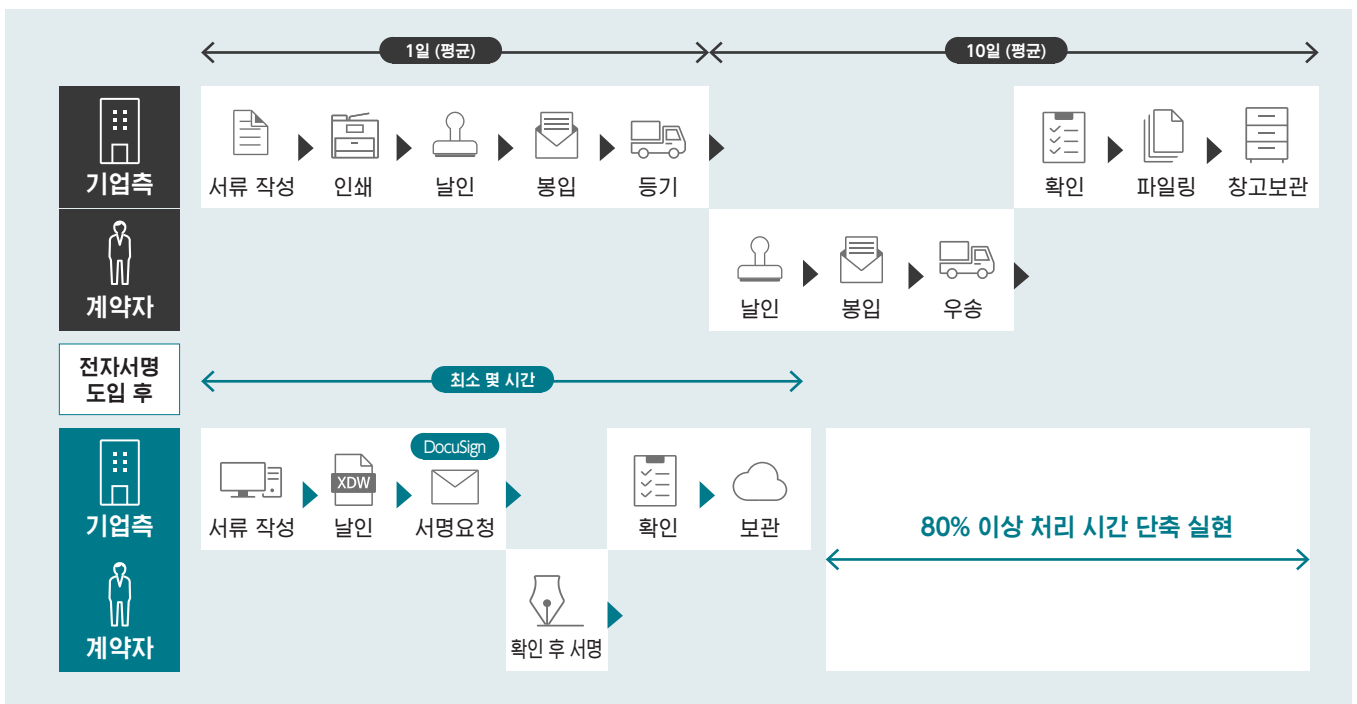 1일 (평균)
10일 (평균)
기업측
서류 작성
인쇄
날인
봉입
등기
확인
파일링
창고보관
계약자
날인
봉입
우송
전자서명
도입 후
최소 몇 시간
기업측
서류 작성
XDW
날인
DocuSign
서명요청
확인
보관
80% 이상 처리 시간 단축 실현
계약자
확인 후 서명